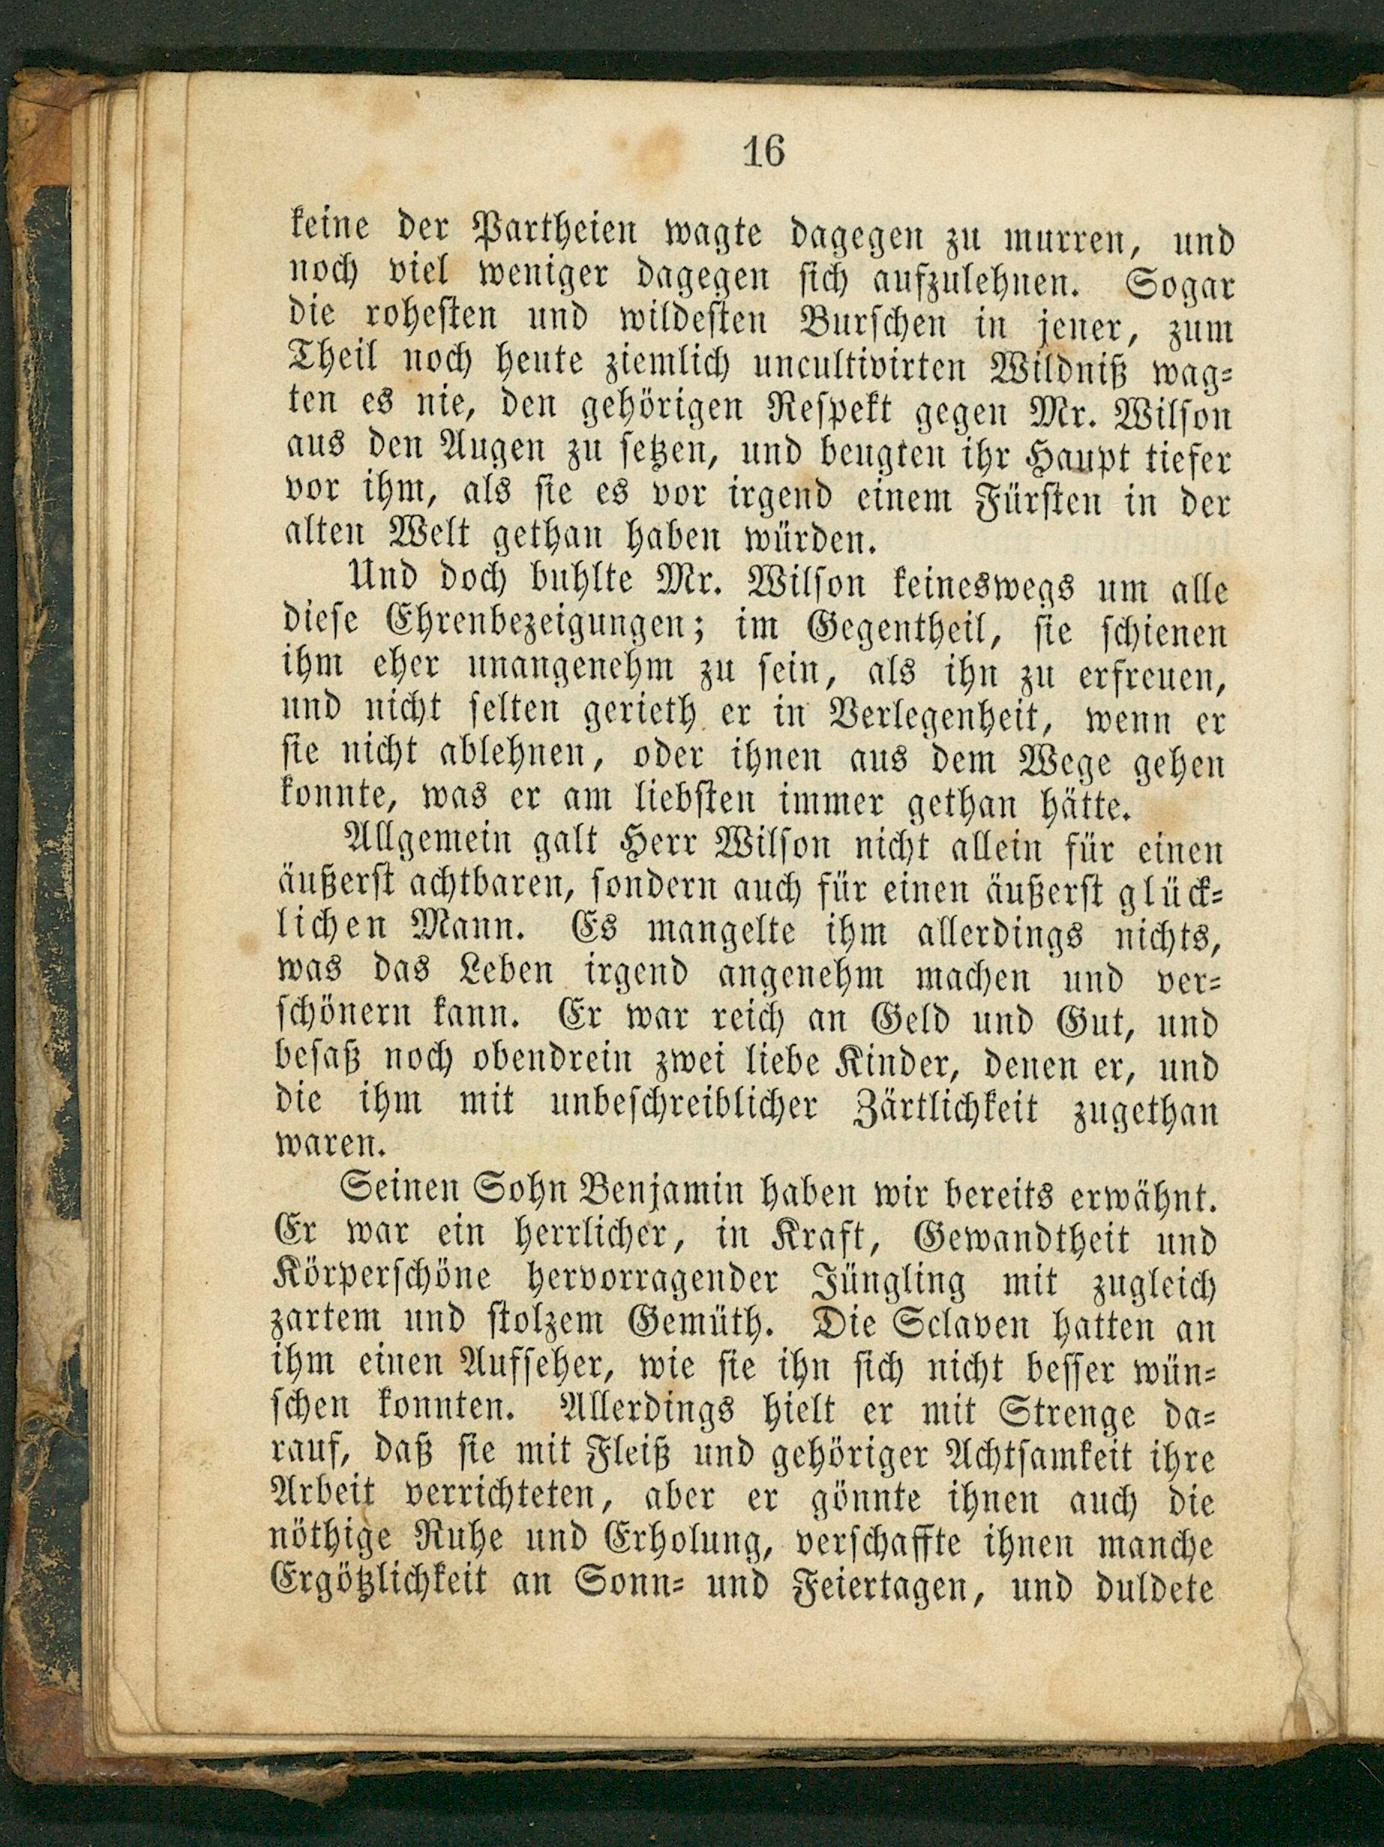 16
keine der Partheien wagte dagegen zu murren, und
noch viel weniger dagegen sich aufzulehnen. Sogar
die rohesten und wildesten Burschen in jener, zum
Theil noch heute ziemlich uncultivirten Wildniß wag-
ten es nie, den gehörigen Respekt gegen Mr. Wilson
aus den Augen zu setzen, und beugten ihr Haupt tiefer
vor ihm, als sie es vor irgend einem Fürsten in der
alten Welt gethan haben würden.
Und doch buhlte Mr. Wilson keineswegs um alle
diese Ehrenbezeigungen; im Gegentheil, sie schienen
ihm eher unangenehm zu sein, als ihn zu erfreuen,
und nicht selten gerieth er in Verlegenheit, wenn er
sie nicht ablehnen, oder ihnen aus dem Wege gehen
konnte, was er am liebsten immer gethan hätte.
Allgemein galt Herr Wilson nicht allein für einen
äußerst achtbaren, sondern auch für einen äußerst glück-
lichen Mann. Es mangelte ihm allerdings nichts,
was das Leben irgend angenehm machen und ver-
schönern kann. Er war reich an Geld und Gut, und
besaß noch obendrein zwei liebe Kinder, denen er, und
die ihm mit unbeschreiblicher Zärtlichkeit zugethan
waren.
Seinen Sohn Benjamin haben wir bereits erwähnt.
Er war ein herrlicher, in Kraft, Gewandtheit und
Körperschöne hervorragender Jüngling mit zugleich
zartem und stolzem Gemüth. Die Sclaven hatten an
ihm einen Aufseher, wie sie ihn sich nicht besser wün-
schen konnten. Allerdings hielt er mit Strenge da-
rauf, daß sie mit Fleiß und gehöriger Achtsamkeit ihre
Arbeit verrichteten, aber er gönnte ihnen auch die
nöthige Ruhe und Erholung, verschaffte ihnen manche
Ergötzlichkeit an Sonn- und Feiertagen, und duldete